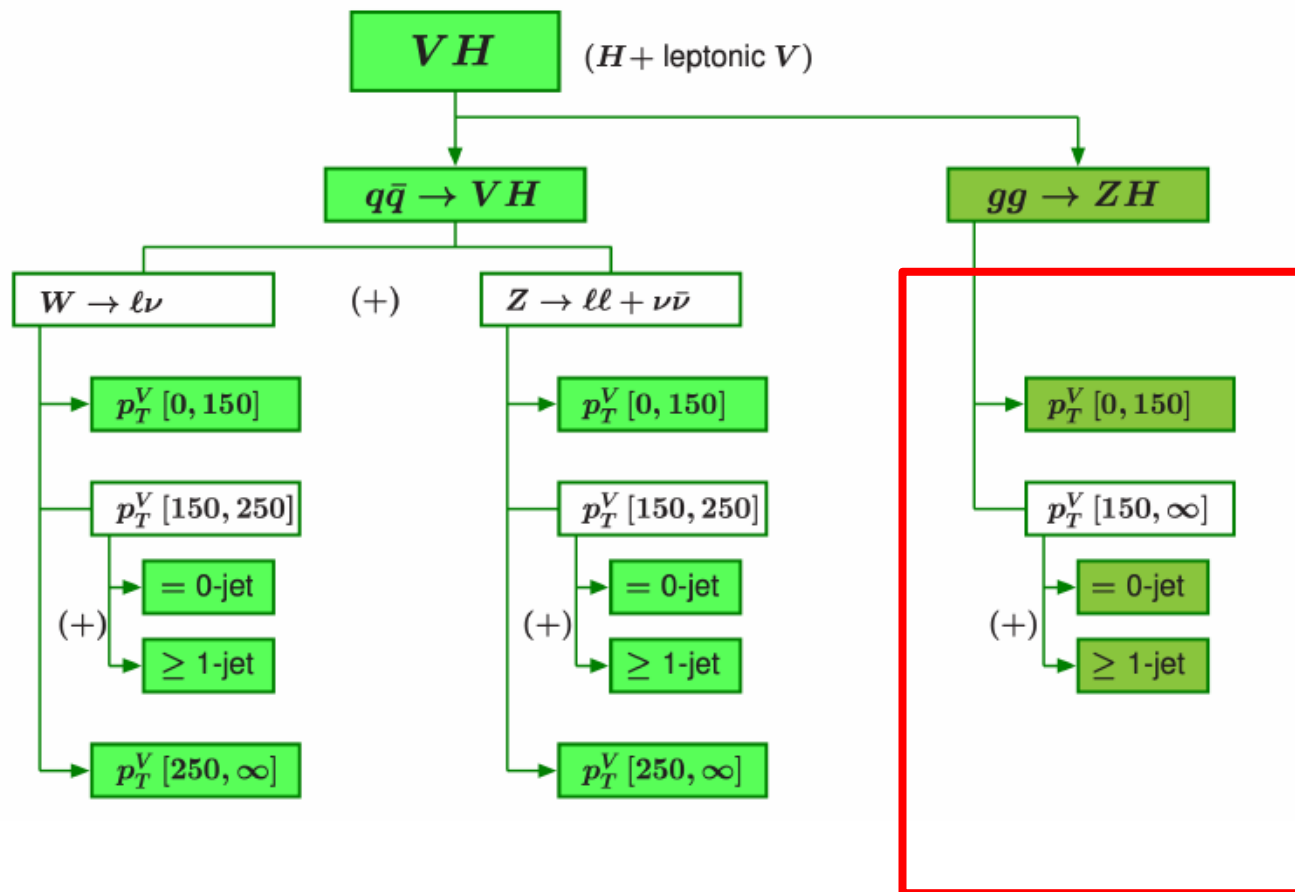 VH (H + leptonic V)
qq̄ → VH
gg → ZH
W → ℓν
(+)
Z → ℓℓ + νν̄
p_T^V [0, 150]
p_T^V [150, 250]
= 0-jet
(+)
≥ 1-jet
p_T^V [250, ∞]
p_T^V [0, 150]
p_T^V [150, 250]
= 0-jet
(+)
≥ 1-jet
p_T^V [250, ∞]
p_T^V [0, 150]
p_T^V [150, ∞]
= 0-jet
(+)
≥ 1-jet